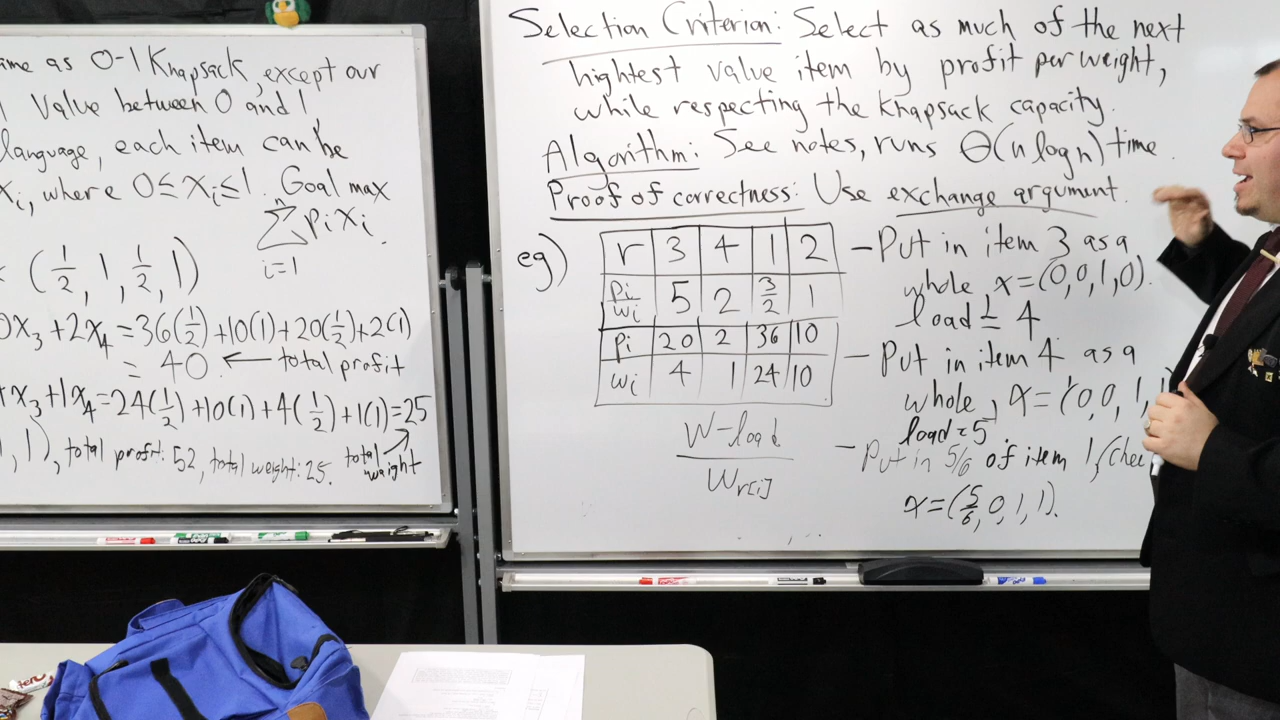 ame as 0-1 Knapsack, except our
1 value between 0 and 1,
language, each item can be
xᵢ, where 0≤xᵢ≤1. Goal max
n
∑ pᵢxᵢ.
i=1
(1/2, 1, 1/2, 1)
0x₃ + 2x₄ = 36(1/2)+10(1)+20(1/2)+2(1)
= 40 ← total profit
x₃+1x₄=24(1/2)+10(1)+4(1/2)+1(1)=25
, 1), total profit: 52, total weight: 25.
total weight
Selection Criterion: Select as much of the next
highest value item by profit per weight,
while respecting the knapsack capacity.
Algorithm: See notes, runs Θ(n log n) time.
Proof of correctness: Use exchange argument.
eg)
r 3 4 1 2
pi/wi 5 2 3/2 1
pi 20 2 36 10
wi 4 1 24 10
W-load
Wr[i]
- Put in item 3 as a
whole x=(0,0,1,0).
load = 4
- Put in item 4 as a
whole, x=(0,0,1,1
load = 5
- Put in 5/6 of item 1, (chec
x=(5/6,0,1,1).